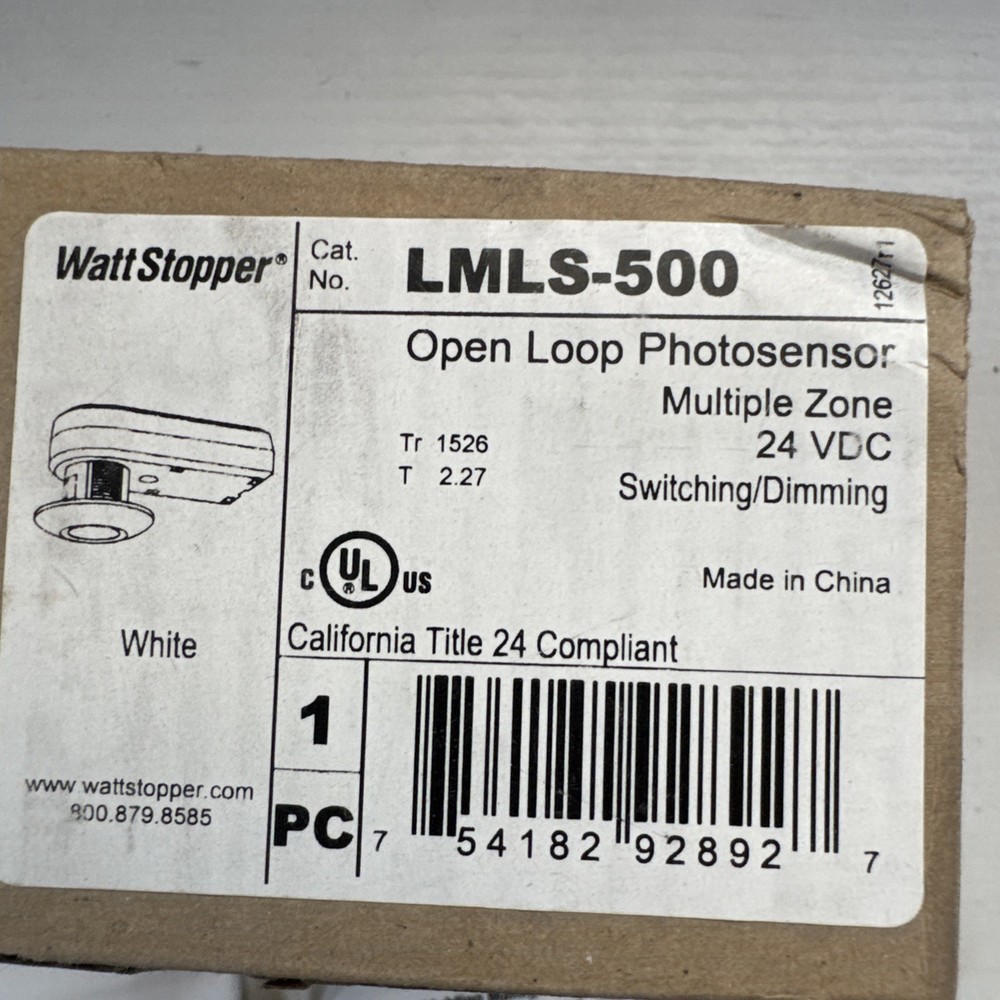 WattStopper®
Cat.
No.
LMLS-500
12627r1
Open Loop Photosensor
Multiple Zone
24 VDC
Switching/Dimming
Tr 1526
T 2.27
C UL ® US
Made in China
White
California Title 24 Compliant
1
PC
www.wattstopper.com
800.879.8585
7 54182 92892 7